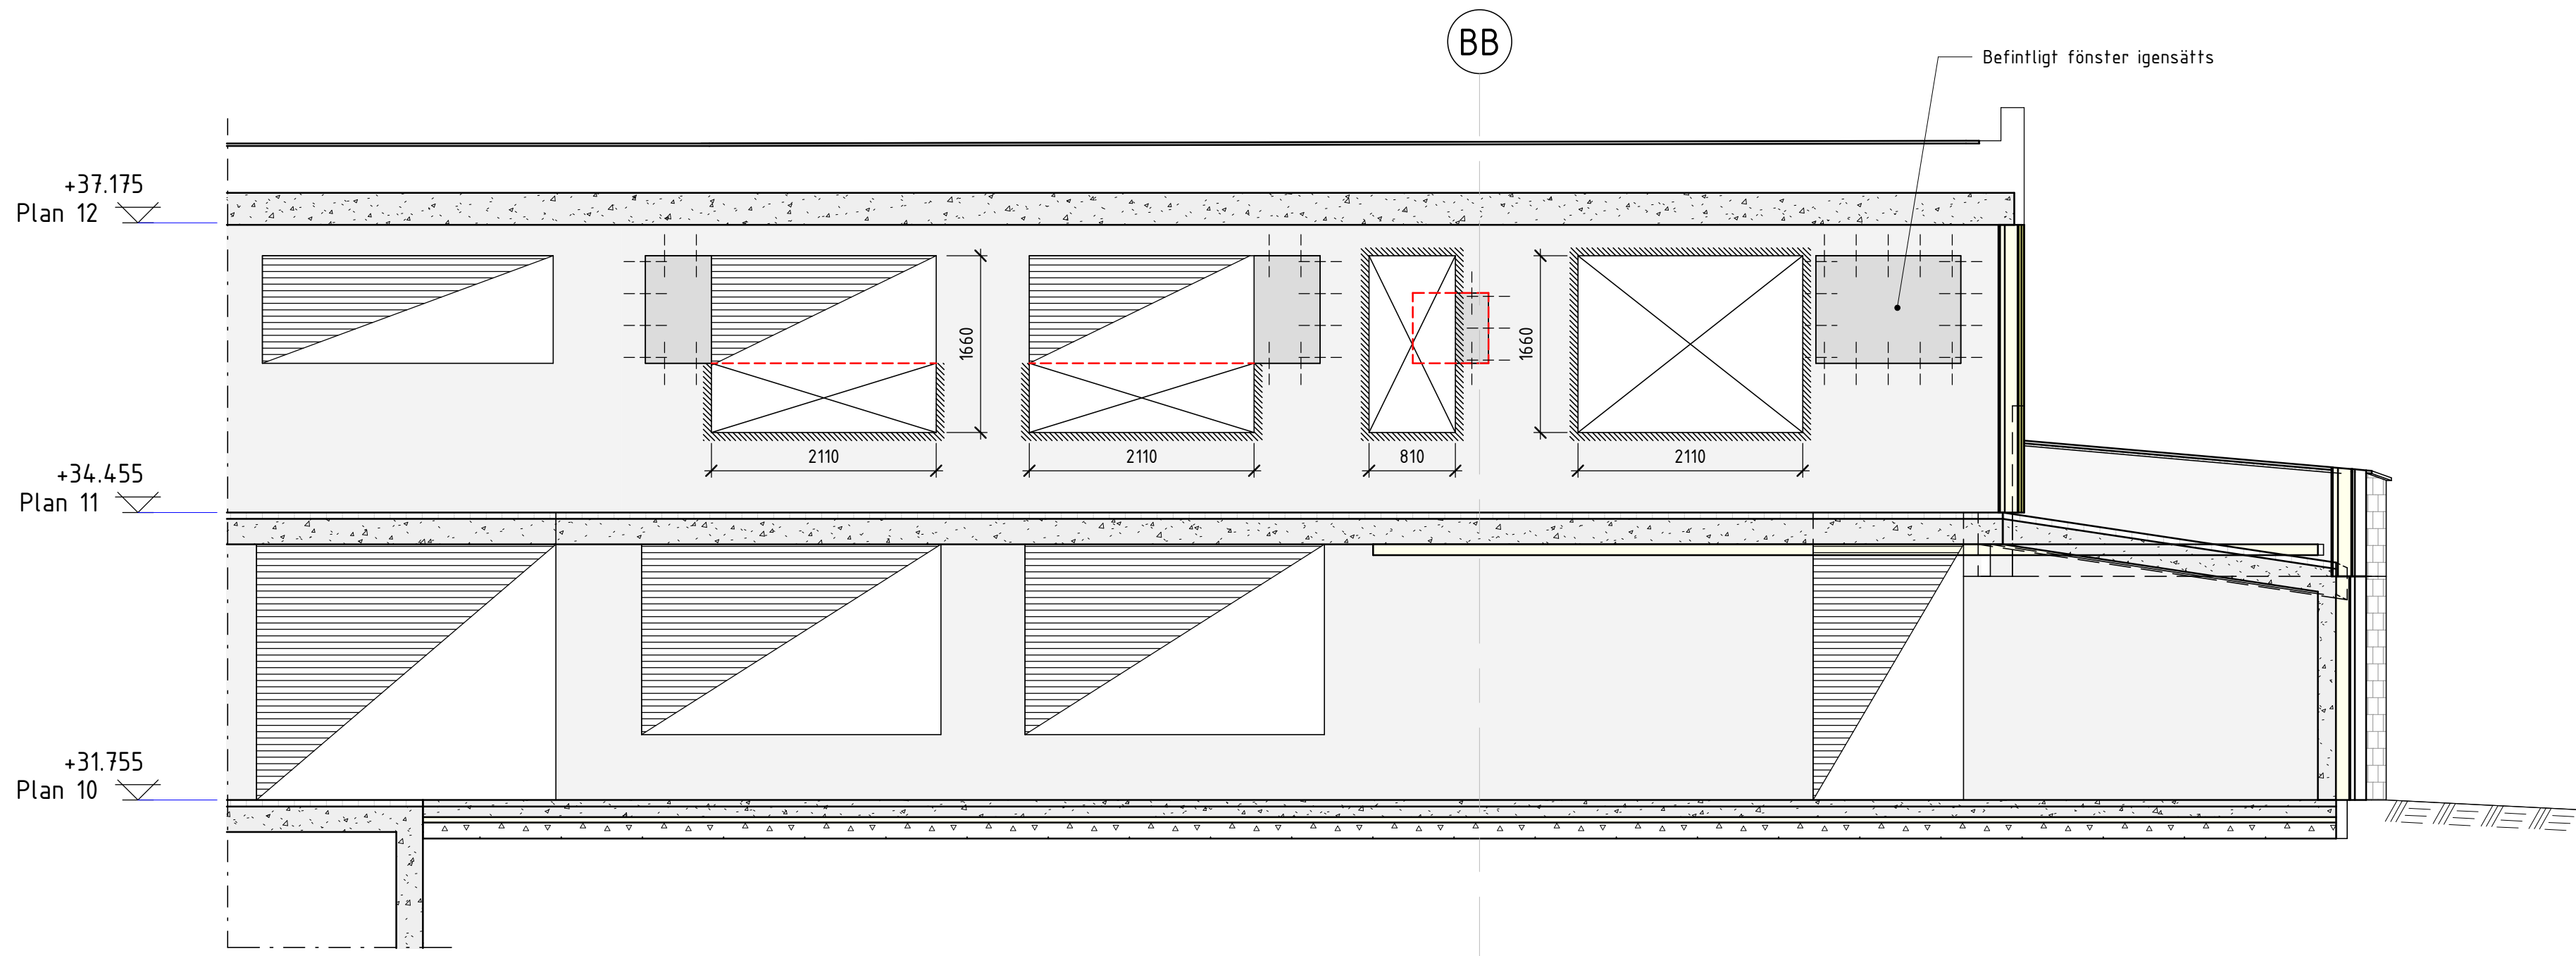 BB
Befintligt fönster igensätts
+37.175
Plan 12
1660
1660
2110
2110
810
2110
+34.455
Plan 11
+31.755
Plan 10